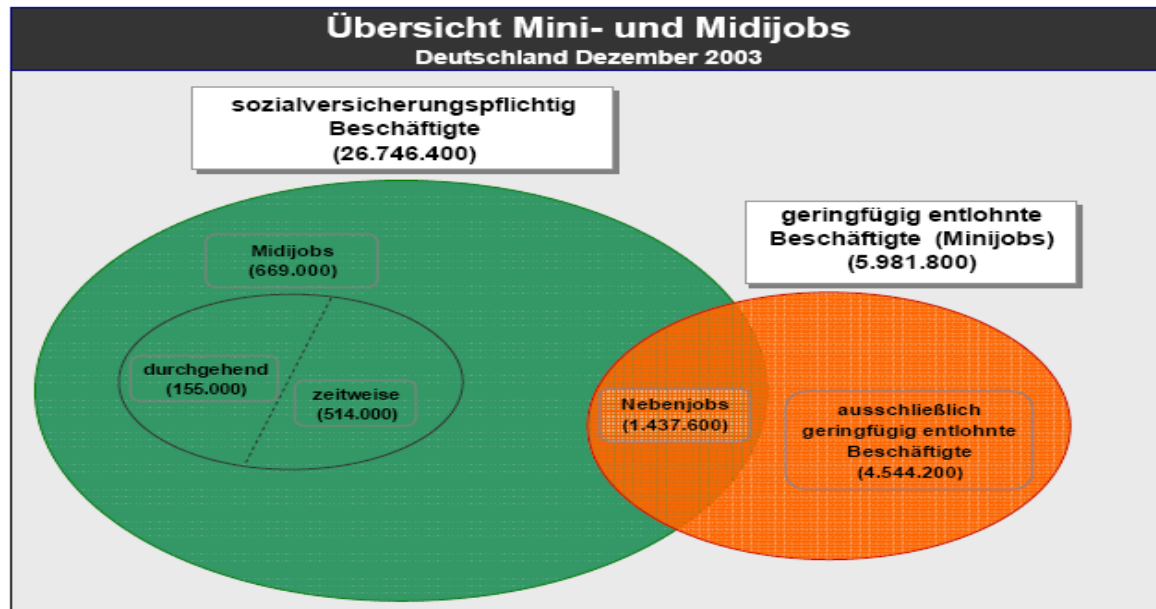 Übersicht Mini- und Midijobs
Deutschland Dezember 2003
sozialversicherungspflichtig
Beschäftigte
(26.746.400)
geringfügig entlohnte
Beschäftigte (Minijobs)
(5.981.800)
Midijobs
(669.000)
durchgehend
(155.000)
zeitweise
(514.000)
Nebenjobs
(1.437.600)
ausschließlich
geringfügig entlohnte
Beschäftigte
(4.544.200)